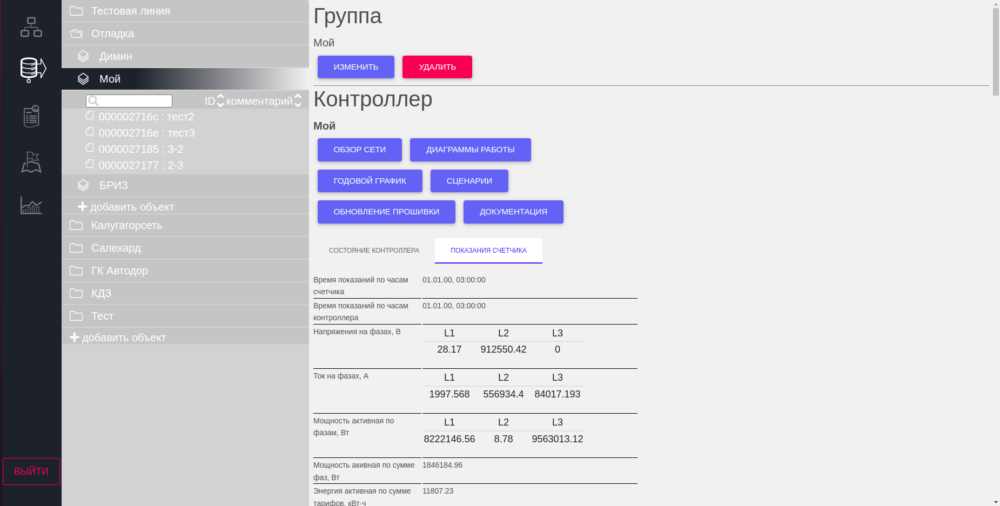 Тестовая линия
Отладка
Димин
Мой
ID комментарий
000002716c : тест2
000002716e : тест3
0000027185 : 3-2
0000027177 : 2-3
БРИЗ
добавить объект
Калугагорсеть
Салехард
ГК Автодор
КДЗ
Тест
добавить объект
ВЫЙТИ
Группа
Мой
ИЗМЕНИТЬ УДАЛИТЬ
Контроллер
Мой
ОБЗОР СЕТИ ДИАГРАММЫ РАБОТЫ
ГОДОВОЙ ГРАФИК СЦЕНАРИИ
ОБНОВЛЕНИЕ ПРОШИВКИ ДОКУМЕНТАЦИЯ
СОСТОЯНИЕ КОНТРОЛЛЕРА ПОКАЗАНИЯ СЧЕТЧИКА
Время показаний по часам 01.01.00, 03:00:00
счетчика
Время показаний по часам 01.01.00, 03:00:00
контроллера
Напряжения на фазах, В L1 L2 L3
28.17 912550.42 0
Ток на фазах, А L1 L2 L3
1997.568 556934.4 84017.193
Мощность активная по L1 L2 L3
фазам, Вт
8222146.56 8.78 9563013.12
Мощность акивная по сумме 1846184.96
фаз, Вт
Энергия активная по сумме 11807.23
тарифов, кВт·ч